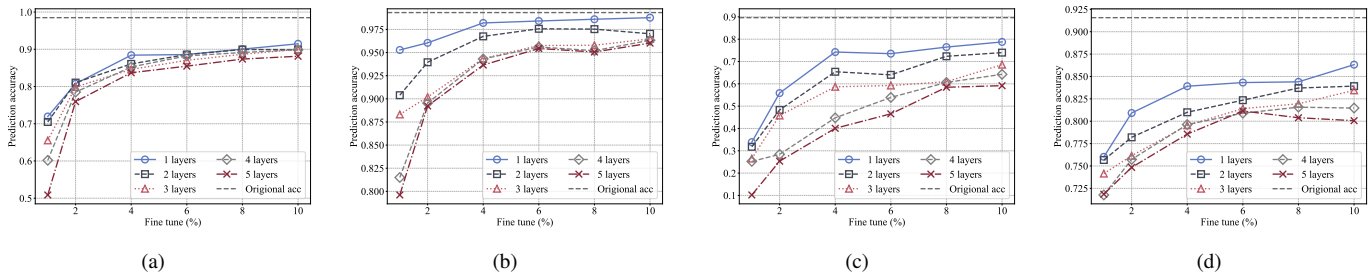 1.0
0.9
0.8
0.7
0.6
0.5
Prediction accuracy
2 4 6 8 10
Fine tune (%)
1 layers 4 layers
2 layers 5 layers
3 layers Origional acc
(a)
0.975
0.950
0.925
0.900
0.875
0.850
0.825
0.800
Prediction accuracy
2 4 6 8 10
Fine tune (%)
1 layers 4 layers
2 layers 5 layers
3 layers Origional acc
(b)
0.9
0.8
0.7
0.6
0.5
0.4
0.3
0.2
0.1
Prediction accuracy
2 4 6 8 10
Fine tune (%)
1 layers 4 layers
2 layers 5 layers
3 layers Origional acc
(c)
0.925
0.900
0.875
0.850
0.825
0.800
0.775
0.750
0.725
Prediction accuracy
2 4 6 8 10
Fine tune (%)
1 layers 4 layers
2 layers 5 layers
3 layers Origional acc
(d)